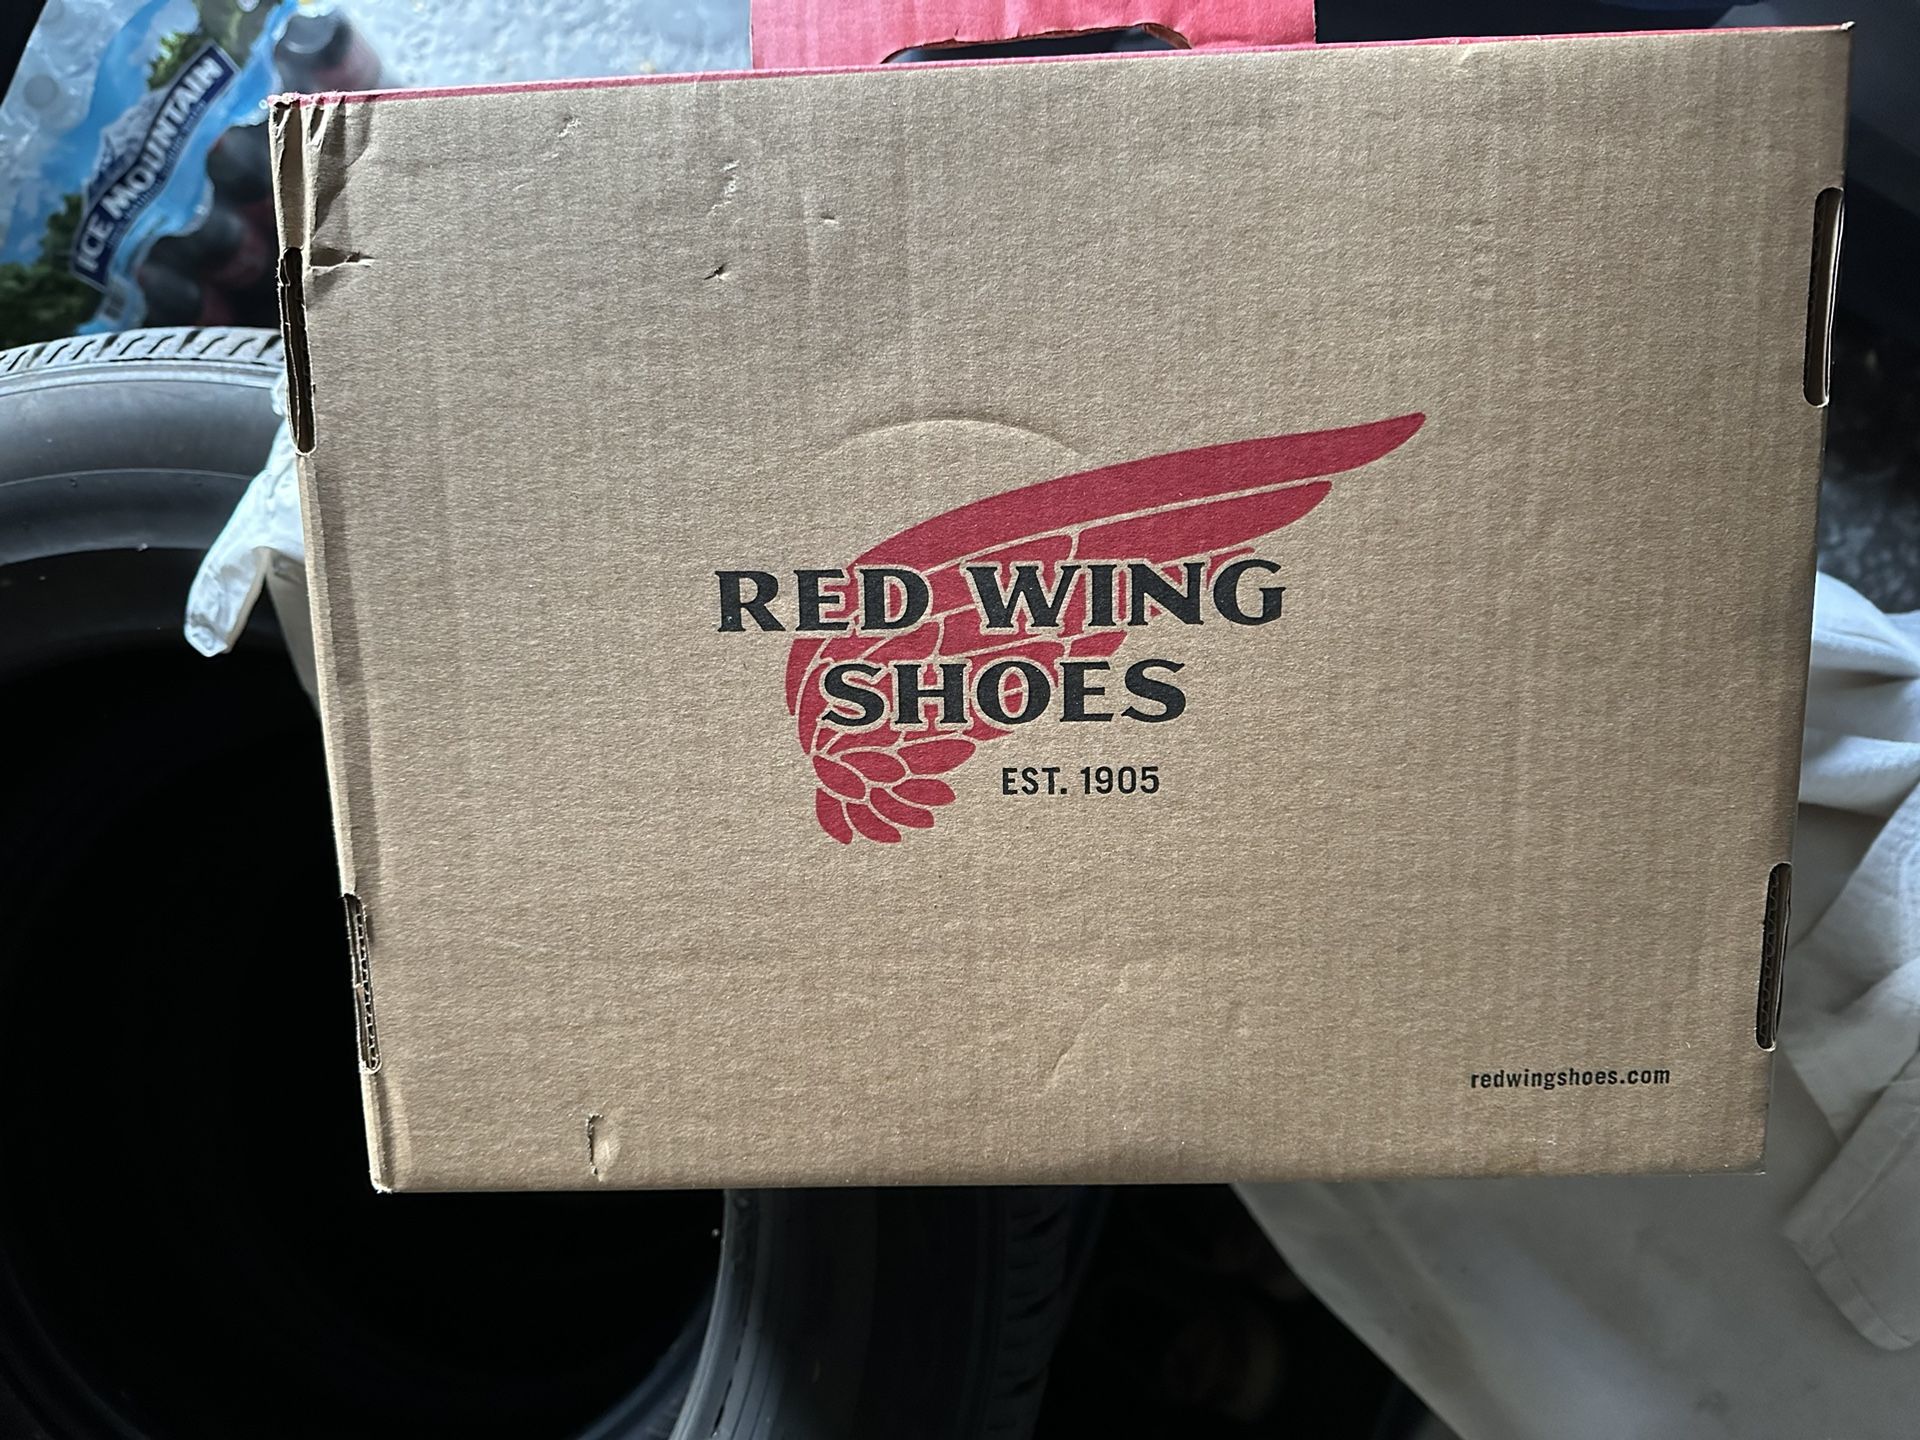 ICE MOUNTAIN
RED WING
SHOES
EST. 1905
redwingshoes.com